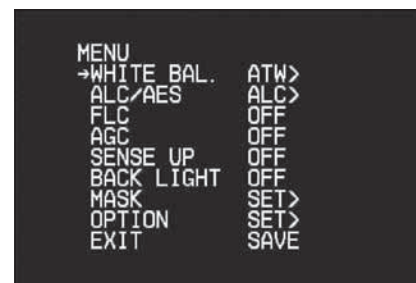 MENU
→WHITE BAL. ATW>
ALC/AES ALC>
FLC OFF
AGC OFF
SENSE UP OFF
BACK LIGHT OFF
MASK SET>
OPTION SET>
EXIT SAVE